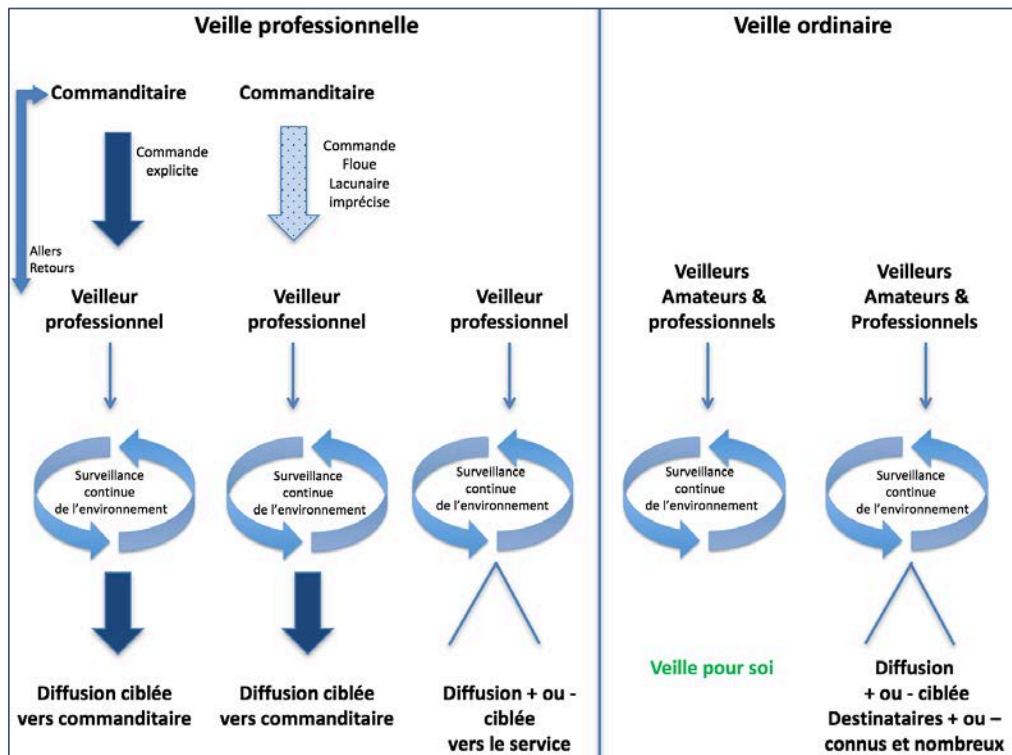 Veille professionnelle
Veille ordinaire
Commanditaire
Commande
explicite
Allers
Retours
Commanditaire
Commande
Floue
Lacunaire
imprécise
Veilleur
professionnel
Veilleur
professionnel
Veilleur
professionnel
Veilleurs
Amateurs &
professionnels
Veilleurs
Amateurs &
Professionnels
Surveillance
continue
de l'environnement
Surveillance
continue
de l'environnement
Surveillance
continue
de l'environnement
Surveillance
continue
de l'environnement
Surveillance
continue
de l'environnement
Diffusion ciblée
vers commanditaire
Diffusion ciblée
vers commanditaire
Diffusion + ou -
ciblée
vers le service
Veille pour soi
Diffusion
+ ou - ciblée
Destinataires + ou –
connus et nombreux